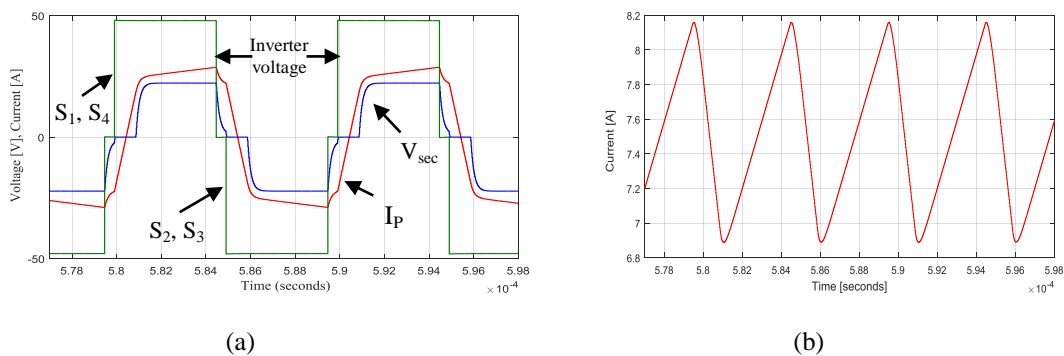 50
0
-50
Voltage [V], Current [A]
Inverter
voltage
S1, S4
Vsec
S2, S3
IP
5.78 5.8 5.82 5.84 5.86 5.88 5.9 5.92 5.94 5.96 5.98
Time (seconds)
× 10-4
(a)
8.2
8
7.8
7.6
7.4
7.2
7
6.8
Current [A]
5.78 5.8 5.82 5.84 5.86 5.88 5.9 5.92 5.94 5.96 5.98
Time [seconds]
× 10-4
(b)